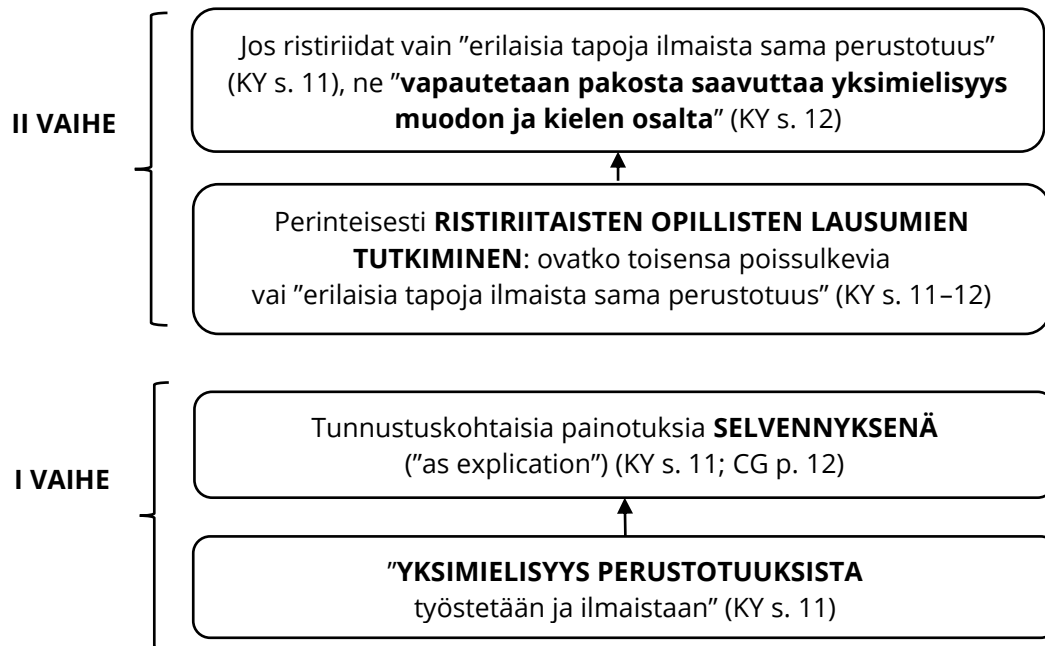 Jos ristiriidat vain ”erilaisia tapoja ilmaista sama perustotuus”
(KY s. 11), ne ”vapautetaan pakosta saavuttaa yksimielisyys
muodon ja kielen osalta” (KY s. 12)
II VAIHE
Perinteisesti RISTIRIITAISTEN OPILLISTEN LAUSUMIEN
TUTKIMINEN: ovatko toisensa poissulkevia
vai ”erilaisia tapoja ilmaista sama perustotuus” (KY s. 11–12)
Tunnustuskohtaisia painotuksia SELVENNYKSENÄ
(”as explication”) (KY s. 11; CG p. 12)
I VAIHE
”YKSIMIELISYYS PERUSTOTUUKSISTA
työstetään ja ilmaistaan” (KY s. 11)